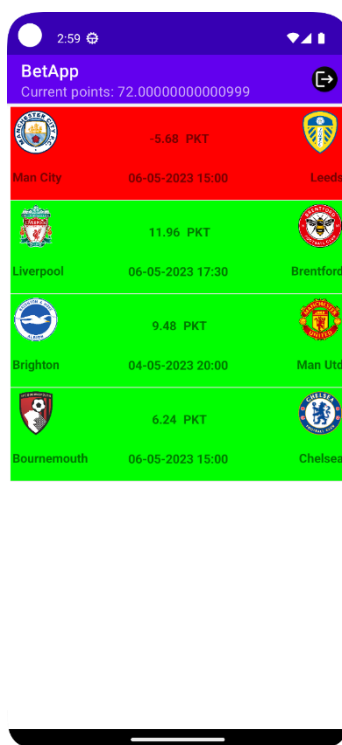 2:59
BetApp
Current points: 72.00000000000999
-5.68 PKT
Man City 06-05-2023 15:00 Leeds
11.96 PKT
Liverpool 06-05-2023 17:30 Brentford
9.48 PKT
Brighton 04-05-2023 20:00 Man Utd
6.24 PKT
Bournemouth 06-05-2023 15:00 Chelsea